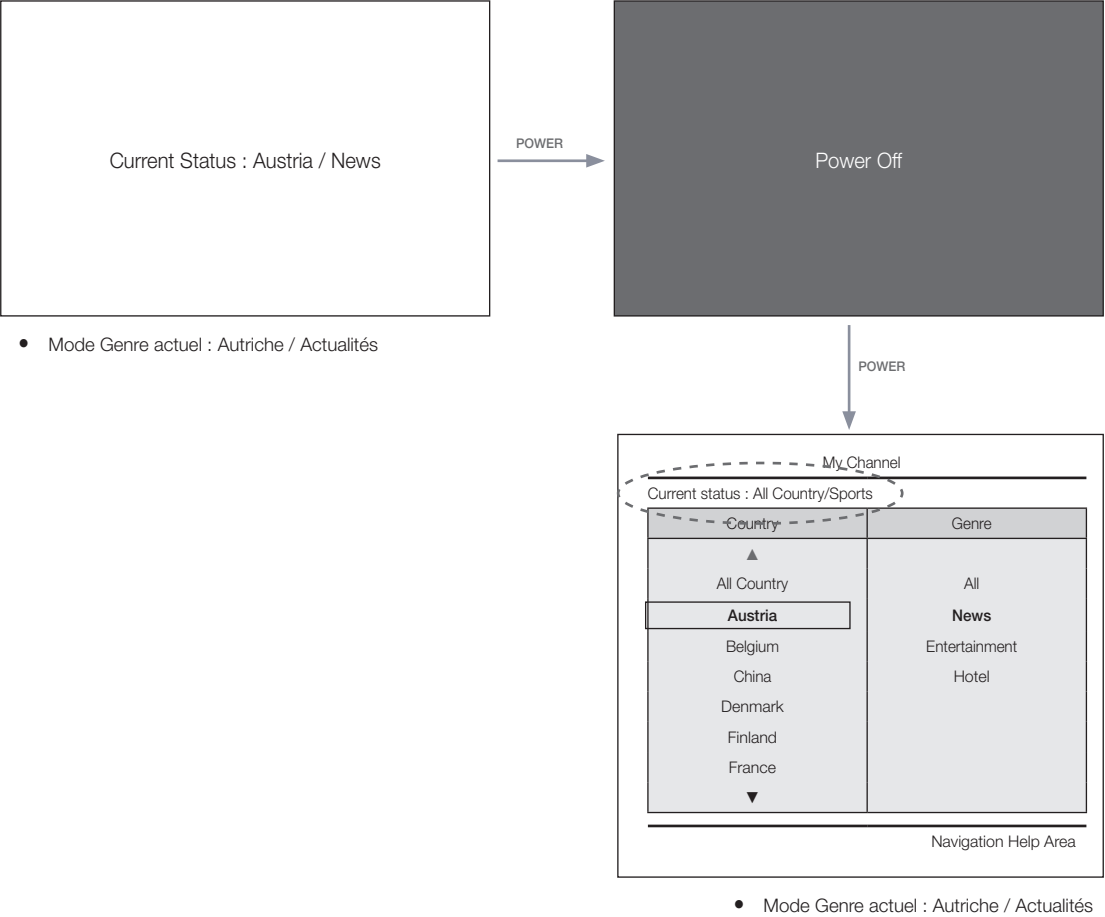 Current Status : Austria / News
POWER
Power Off
• Mode Genre actuel : Autriche / Actualités
POWER
My Channel
Current status : All Country/Sports
Country Genre
▲
All Country All
Austria News
Belgium Entertainment
China Hotel
Denmark
Finland
France
▼
Navigation Help Area
• Mode Genre actuel : Autriche / Actualités